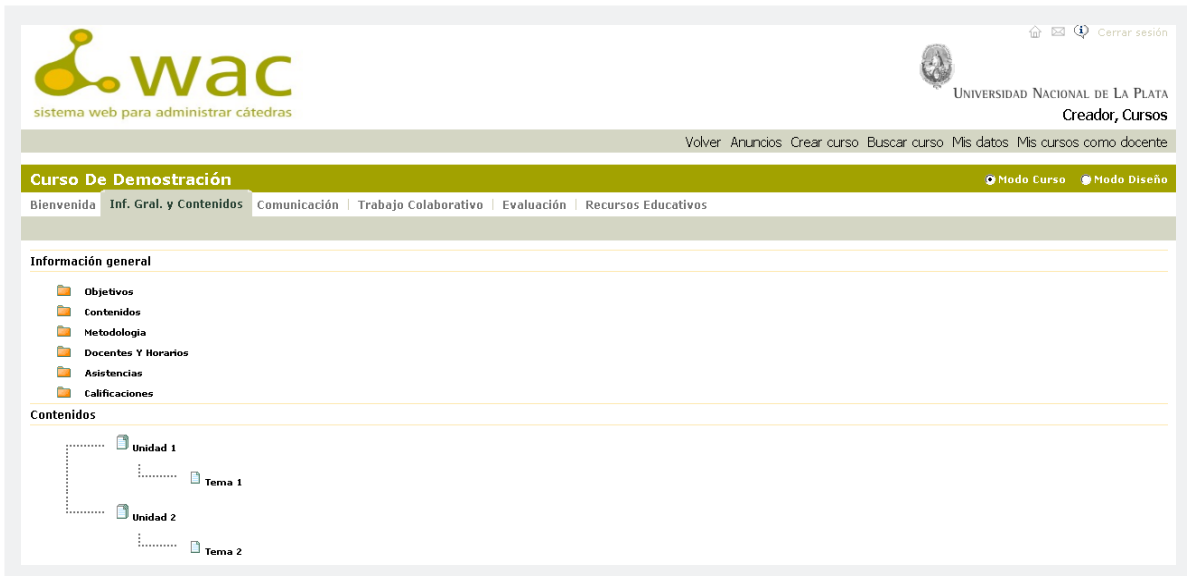 Cerrar sesión
wac
sistema web para administrar cátedras
UNIVERSIDAD NACIONAL DE LA PLATA
Creador, Cursos
Volver Anuncios Crear curso Buscar curso Mis datos Mis cursos como docente
Curso De Demostración Modo Curso Modo Diseño
Bienvenida Inf. Gral. y Contenidos Comunicación | Trabajo Colaborativo | Evaluación | Recursos Educativos
Información general
Objetivos
Contenidos
Metodologia
Docentes Y Horarios
Asistencias
Calificaciones
Contenidos
Unidad 1
Tema 1
Unidad 2
Tema 2